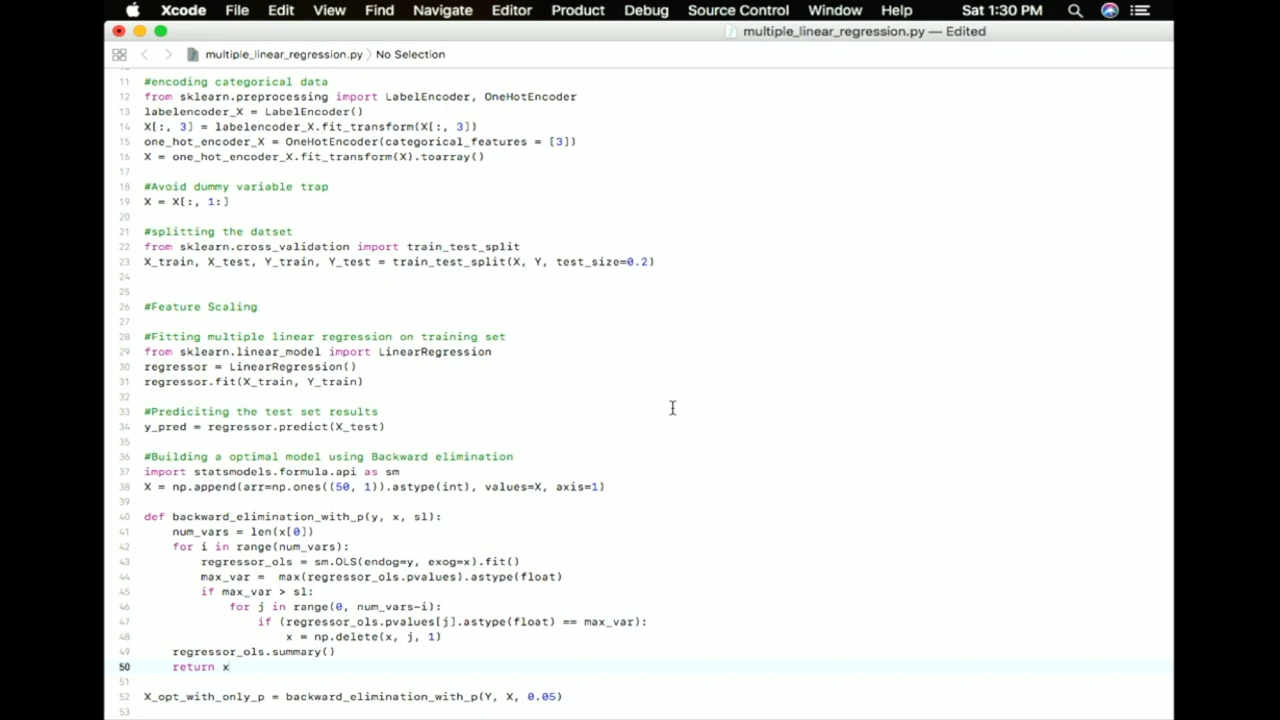 Xcode File Edit View Find Navigate Editor Product Debug Source Control Window Help Sat 1:30 PM
multiple_linear_regression.py — Edited
multiple_linear_regression.py No Selection
11 #encoding categorical data
12 from sklearn.preprocessing import LabelEncoder, OneHotEncoder
13 labelencoder_X = LabelEncoder()
14 X[:, 3] = labelencoder_X.fit_transform(X[:, 3])
15 one_hot_encoder_X = OneHotEncoder(categorical_features = [3])
16 X = one_hot_encoder_X.fit_transform(X).toarray()
17
18 #Avoid dummy variable trap
19 X = X[:, 1:]
20
21 #splitting the datset
22 from sklearn.cross_validation import train_test_split
23 X_train, X_test, Y_train, Y_test = train_test_split(X, Y, test_size=0.2)
24
25
26 #Feature Scaling
27
28 #Fitting multiple linear regression on training set
29 from sklearn.linear_model import LinearRegression
30 regressor = LinearRegression()
31 regressor.fit(X_train, Y_train)
32
33 #Prediciting the test set results
34 y_pred = regressor.predict(X_test)
35
36 #Building a optimal model using Backward elimination
37 import statsmodels.formula.api as sm
38 X = np.append(arr=np.ones((50, 1)).astype(int), values=X, axis=1)
39
40 def backward_elimination_with_p(y, x, sl):
41 num_vars = len(x[0])
42 for i in range(num_vars):
43 regressor_ols = sm.OLS(endog=y, exog=x).fit()
44 max_var =  max(regressor_ols.pvalues).astype(float)
45 if max_var > sl:
46 for j in range(0, num_vars-i):
47 if (regressor_ols.pvalues[j].astype(float) == max_var):
48 x = np.delete(x, j, 1)
49 regressor_ols.summary()
50 return x
51
52 X_opt_with_only_p = backward_elimination_with_p(Y, X, 0.05)
53